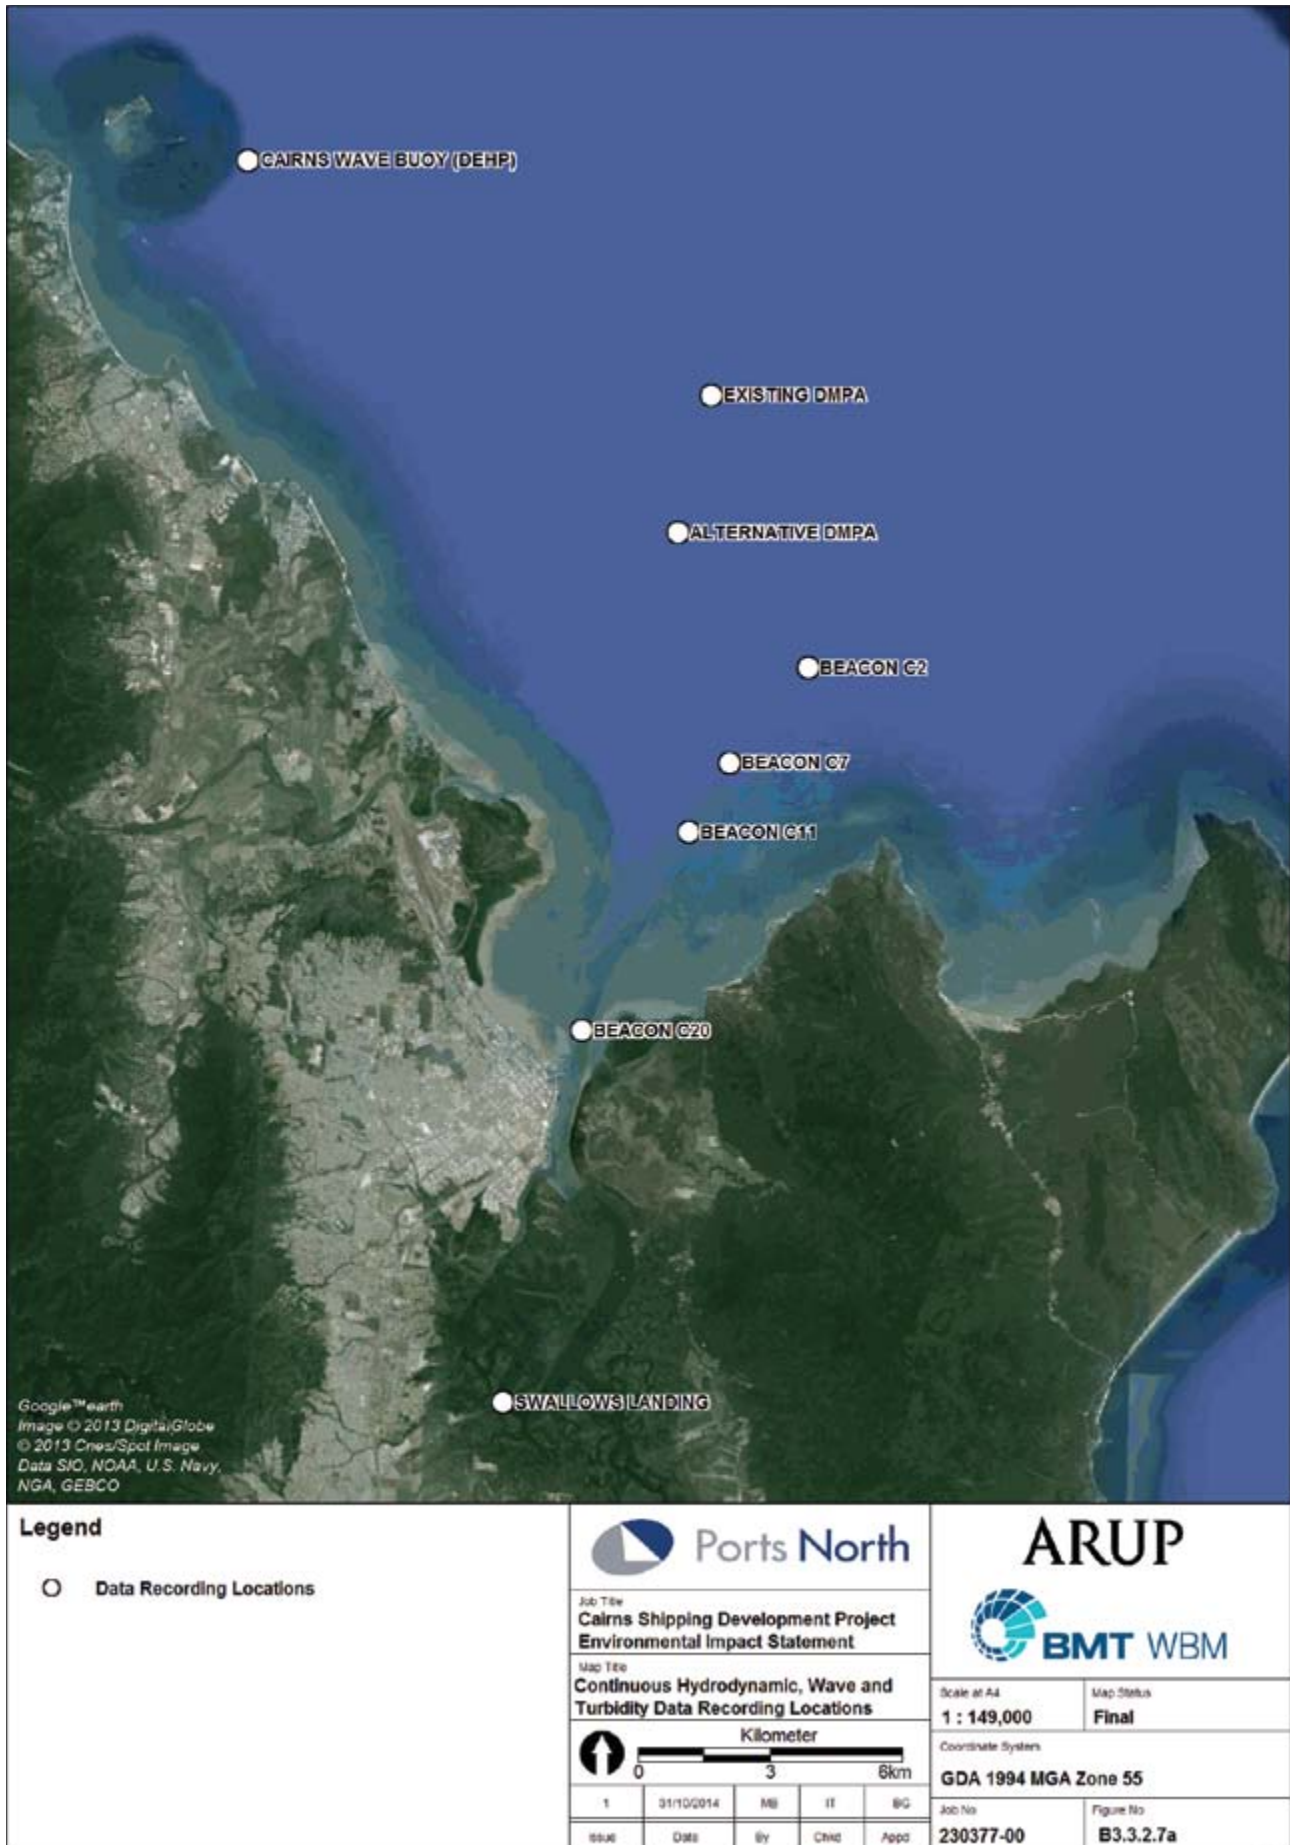 CAIRNS WAVE BUOY (DEHP)
EXISTING DMPA
ALTERNATIVE DMPA
BEACON C2
BEACON C7
BEACON C11
BEACON C20
SWALLOWS LANDING
Google™earth
Image © 2013 DigitalGlobe
© 2013 Cnes/Spot Image
Data SIO, NOAA, U.S. Navy,
NGA, GEBCO
Legend
Data Recording Locations
Ports North
Job Title
Cairns Shipping Development Project
Environmental Impact Statement
Map Title
Continuous Hydrodynamic, Wave and
Turbidity Data Recording Locations
Kilometer
0 3 6km
1 31/10/2014 MB IT BG
Issue Date By Chkd Appd
ARUP
BMT WBM
Scale at A4
1 : 149,000
Map Status
Final
Coordinate System
GDA 1994 MGA Zone 55
Job No
230377-00
Figure No
B3.3.2.7a